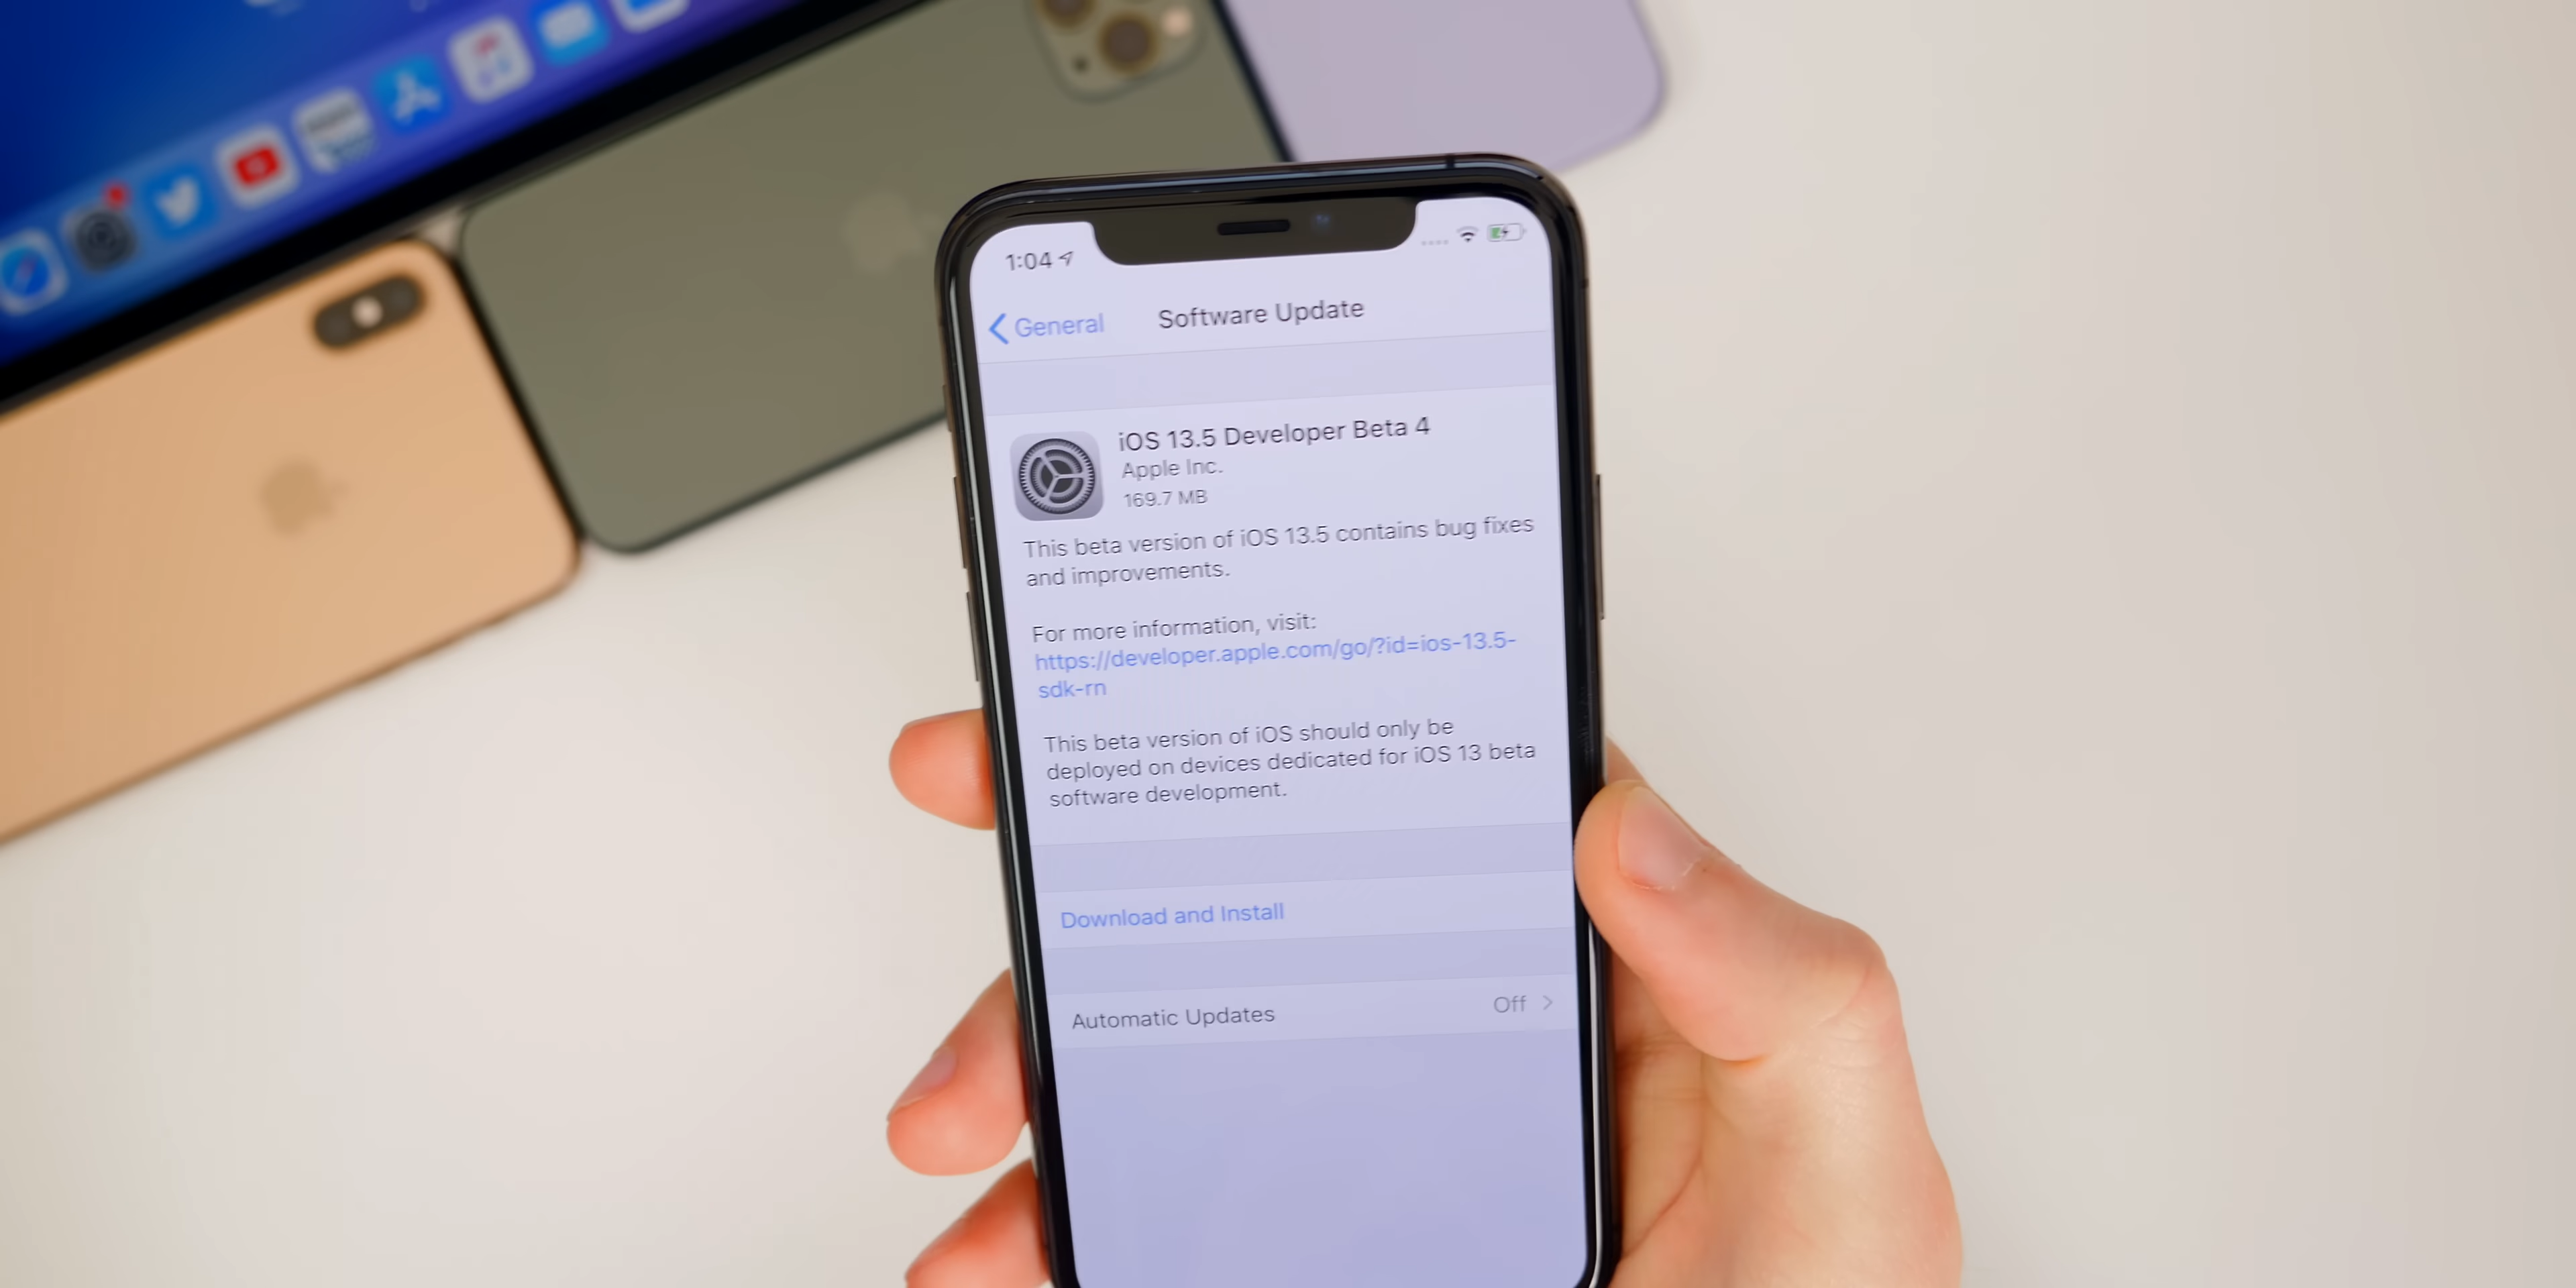 1:04
General
Software Update
iOS 13.5 Developer Beta 4
Apple Inc.
169.7 MB
This beta version of iOS 13.5 contains bug fixes
and improvements.
For more information, visit:
https://developer.apple.com/go/?id=ios-13.5-
sdk-rn
This beta version of iOS should only be
deployed on devices dedicated for iOS 13 beta
software development.
Download and Install
Automatic Updates Off